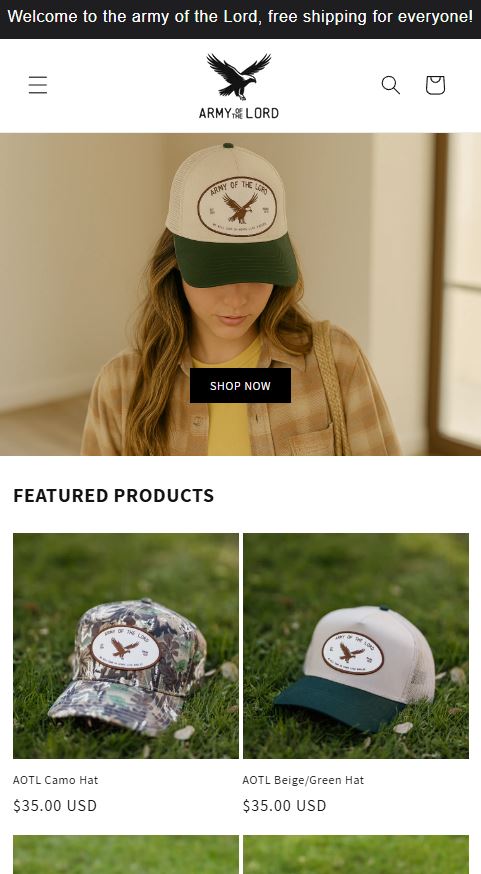 Welcome to the army of the Lord, free shipping for everyone!
ARMY OF THE LORD
ARMY OF THE LORD
SHOP NOW
FEATURED PRODUCTS
ARMY OF THE LORD
ARMY OF THE LORD
AOTL Camo Hat
AOTL Beige/Green Hat
$35.00 USD
$35.00 USD